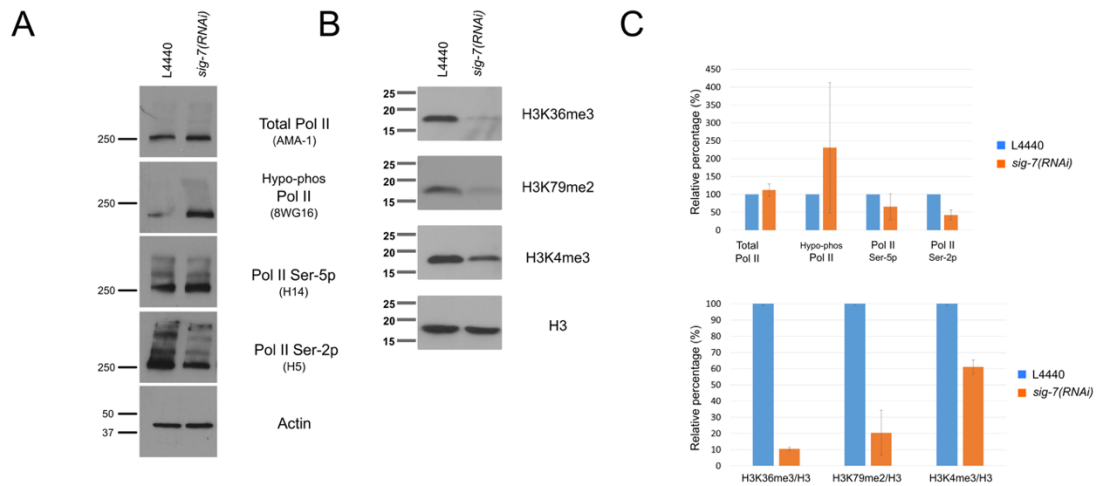 A
L4440
sig-7(RNAi)
250
Total Pol II
(AMA-1)
250
Hypo-phos
Pol II
(8WG16)
250
Pol II Ser-5p
(H14)
250
Pol II Ser-2p
(H5)
50
37
Actin
B
L4440
sig-7(RNAi)
25
20
15
H3K36me3
25
20
15
H3K79me2
25
20
15
H3K4me3
25
20
15
H3
C
Relative percentage (%)
450
400
350
300
250
200
150
100
50
0
Total
Pol II
Hypo-phos
Pol II
Pol II
Ser-5p
Pol II
Ser-2p
L4440
sig-7(RNAi)
Relative percentage (%)
100
90
80
70
60
50
40
30
20
10
0
H3K36me3/H3
H3K79me2/H3
H3K4me3/H3
L4440
sig-7(RNAi)